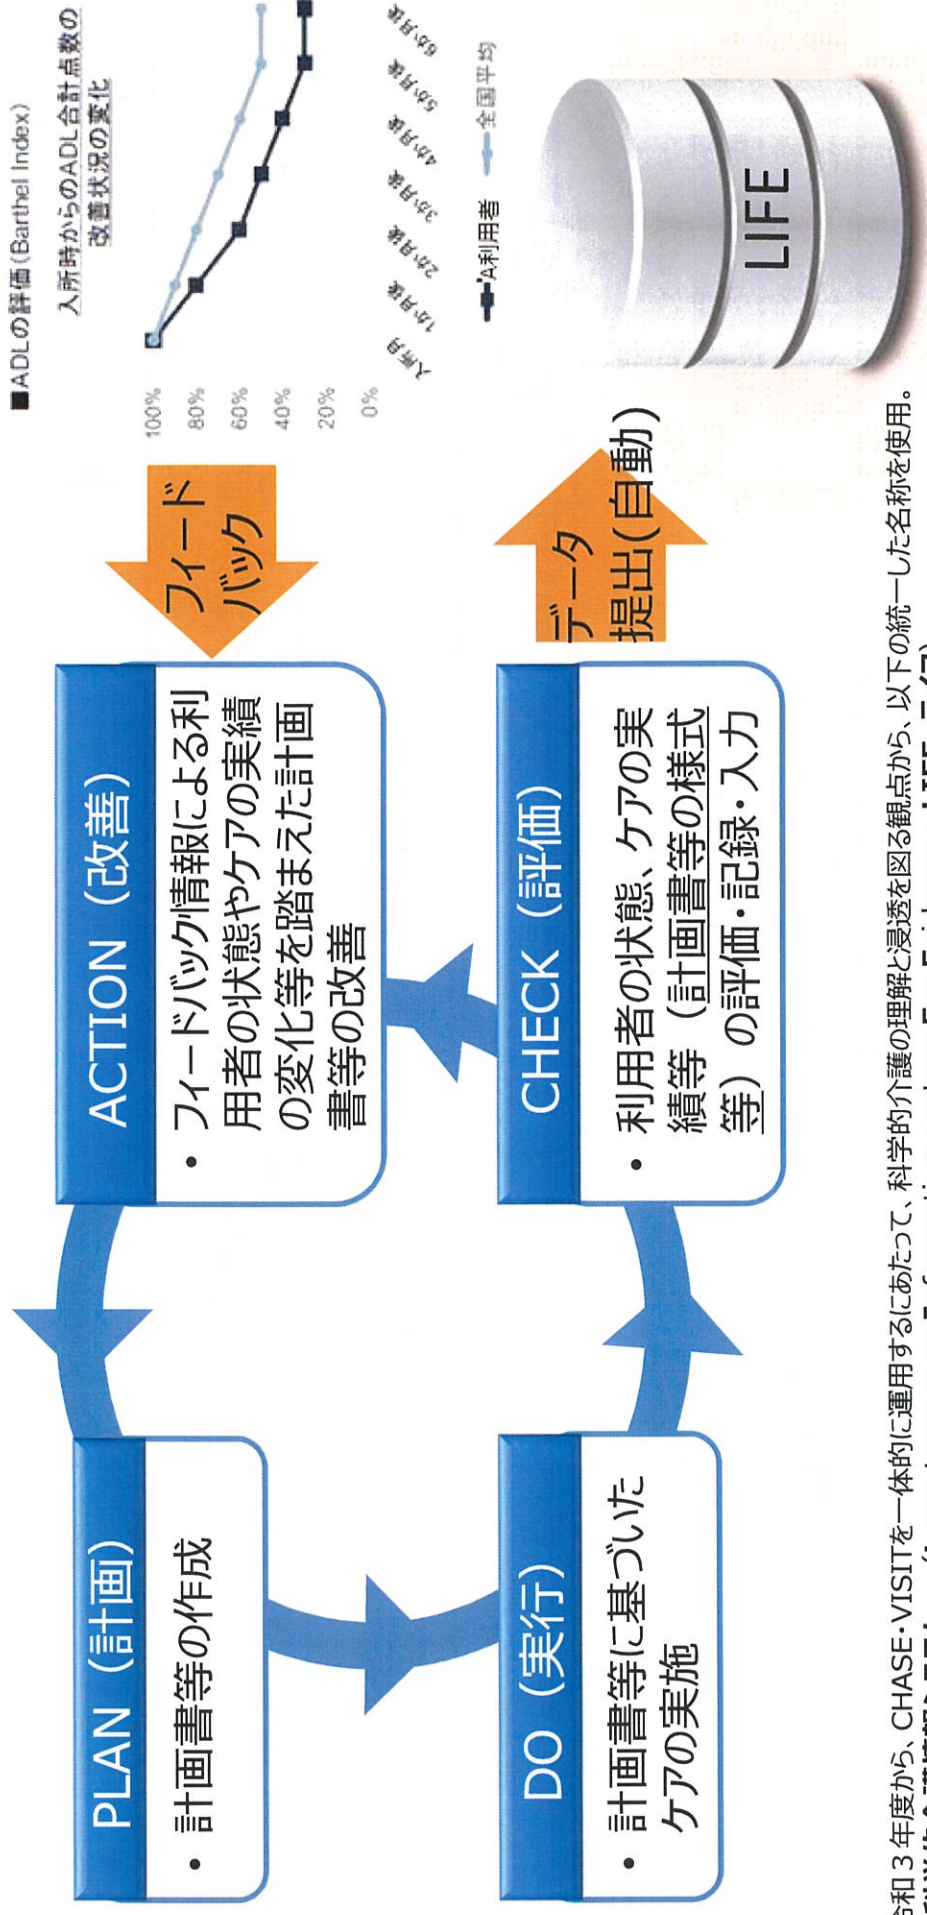 PLAN（計画）
• 計画書等の作成
DO（実行）
• 計画書等に基づいた
ケアの実施
ACTION（改善）
• フィードバック情報による利
用者の状態やケアの実績
の変化等を踏まえた計画
書等の改善
CHECK（評価）
• 利用者の状態、ケアの実
績等（計画書等の様式
等）の評価・記録・入力
フィード
バック
データ
提出(自動)
■ADLの評価(Barthel Index)
入所時からのADL合計点数の
改善状況の変化
100%
80%
60%
40%
20%
0%
入所月
1か月後
2か月後
3か月後
4か月後
5か月後
6か月後
A利用者 全国平均
LIFE
令和３年度から、CHASE・VISITを一体的に運用するにあたって、科学的介護の理解と浸透を図る観点から、以下の統一した名称を使用。